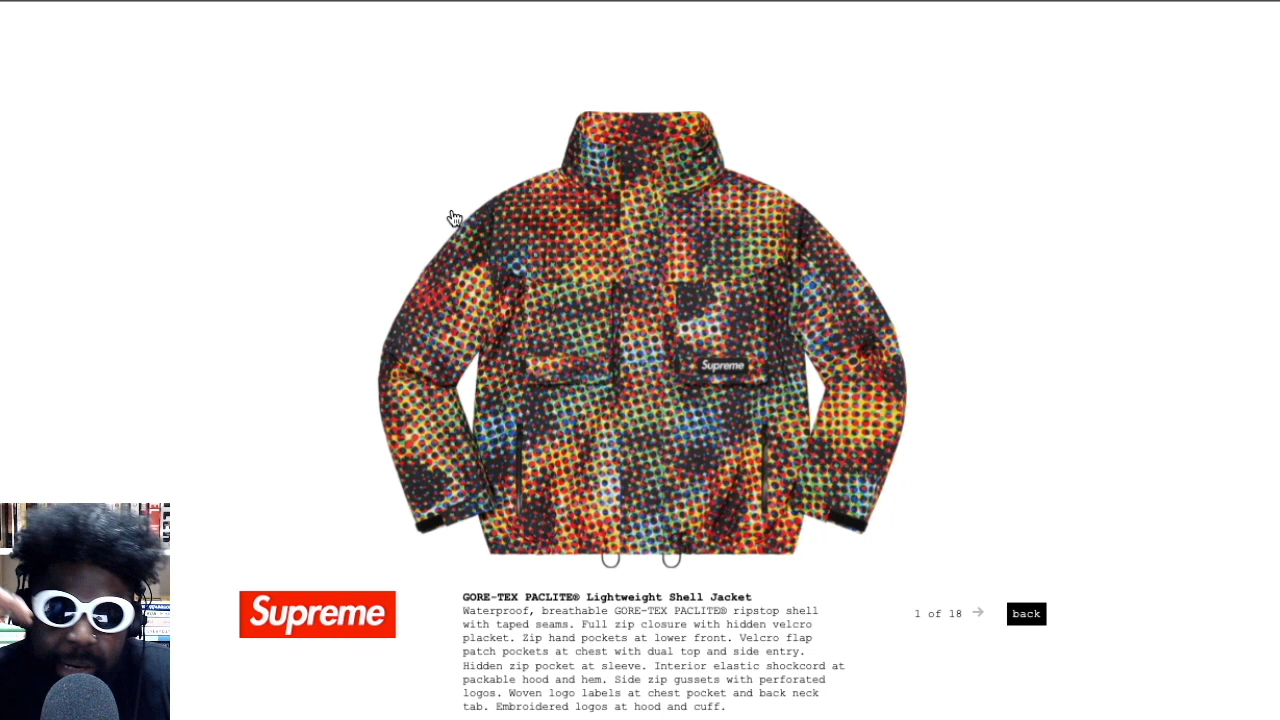 Supreme
Supreme
GORE-TEX PACLITE® Lightweight Shell Jacket
Waterproof, breathable GORE-TEX PACLITE® ripstop shell
with taped seams. Full zip closure with hidden velcro
placket. Zip hand pockets at lower front. Velcro flap
patch pockets at chest with dual top and side entry.
Hidden zip pocket at sleeve. Interior elastic shockcord at
packable hood and hem. Side zip gussets with perforated
logos. Woven logo labels at chest pocket and back neck
tab. Embroidered logos at hood and cuff.
1 of 18
back